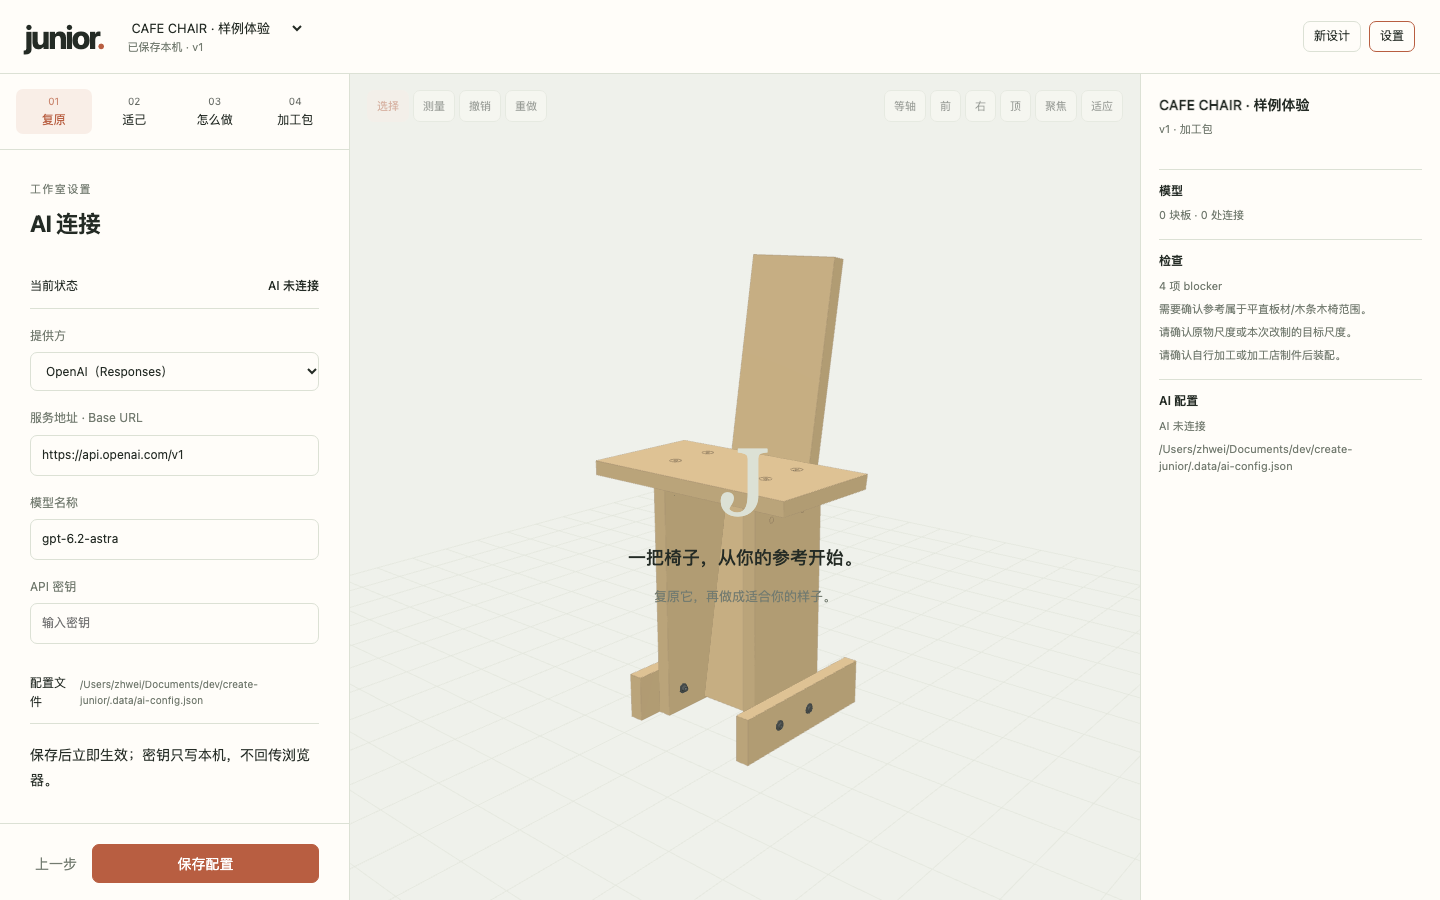 junior.
CAFE CHAIR · 样例体验
已保存本机 · v1
新设计
设置
01
复原
02
适己
03
怎么做
04
加工包
工作室设置
AI 连接
当前状态
AI 未连接
提供方
OpenAI（Responses）
服务地址 · Base URL
https://api.openai.com/v1
模型名称
gpt-6.2-astra
API 密钥
输入密钥
配置文
件
/Users/zhwei/Documents/dev/create-
junior/.data/ai-config.json
保存后立即生效；密钥只写本机，不回传浏览
器。
上一步
保存配置
选择
测量
撤销
重做
等轴
前
右
顶
聚焦
适应
J
一把椅子，从你的参考开始。
复原它，再做成适合你的样子。
CAFE CHAIR · 样例体验
v1 · 加工包
模型
0 块板 · 0 处连接
检查
4 项 blocker
需要确认参考属于平直板材/木条木椅范围。
请确认原物尺度或本次改制的目标尺度。
请确认自行加工或加工店制件后装配。
AI 配置
AI 未连接
/Users/zhwei/Documents/dev/create-
junior/.data/ai-config.json